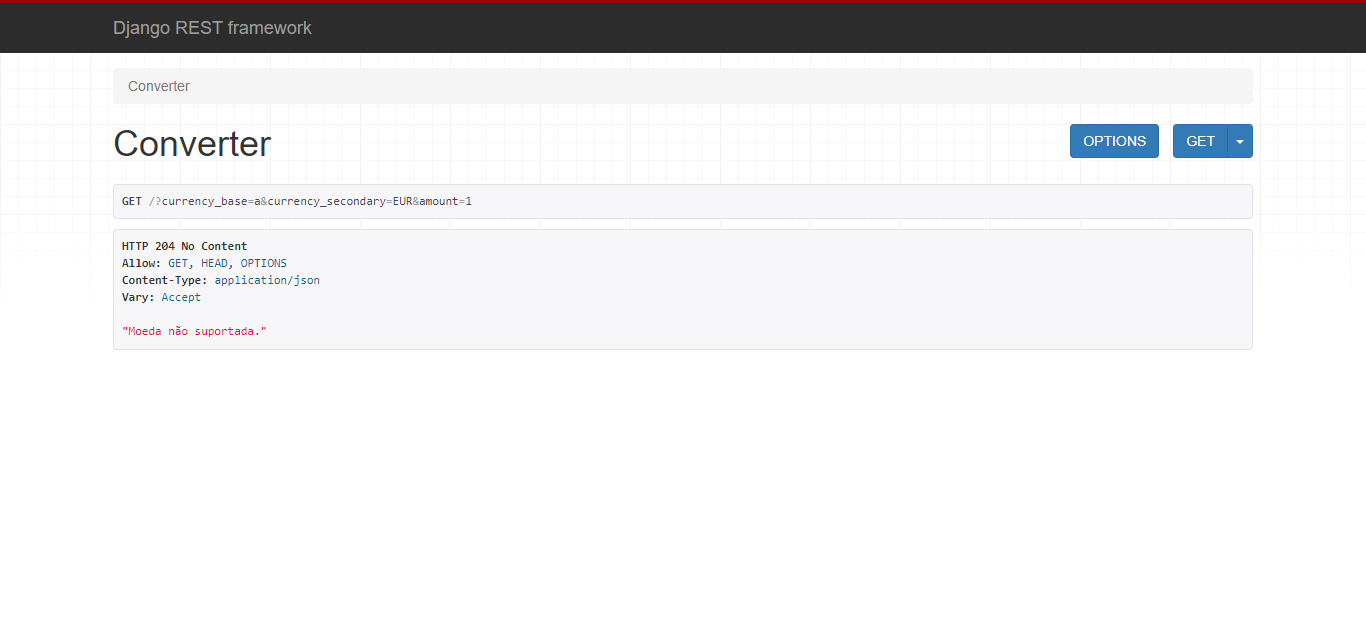 Django REST framework
Converter
Converter
OPTIONS
GET
GET /?currency_base=a&currency_secondary=EUR&amount=1
HTTP 204 No Content
Allow: GET, HEAD, OPTIONS
Content-Type: application/json
Vary: Accept
"Moeda não suportada."